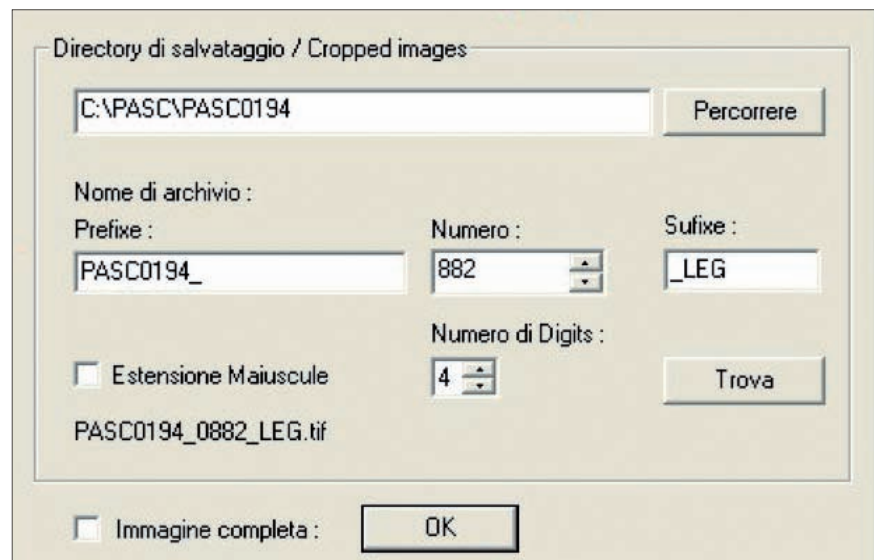 Directory di salvataggio / Cropped images
C:\PASC\PASC0194
Percorrere
Nome di archivio :
Prefixe :
Numero :
Sufixe :
PASC0194_
882
_LEG
Numero di Digits :
Estensione Maiuscule
4
Trova
PASC0194_0882_LEG.tif
Immagine completa :
OK